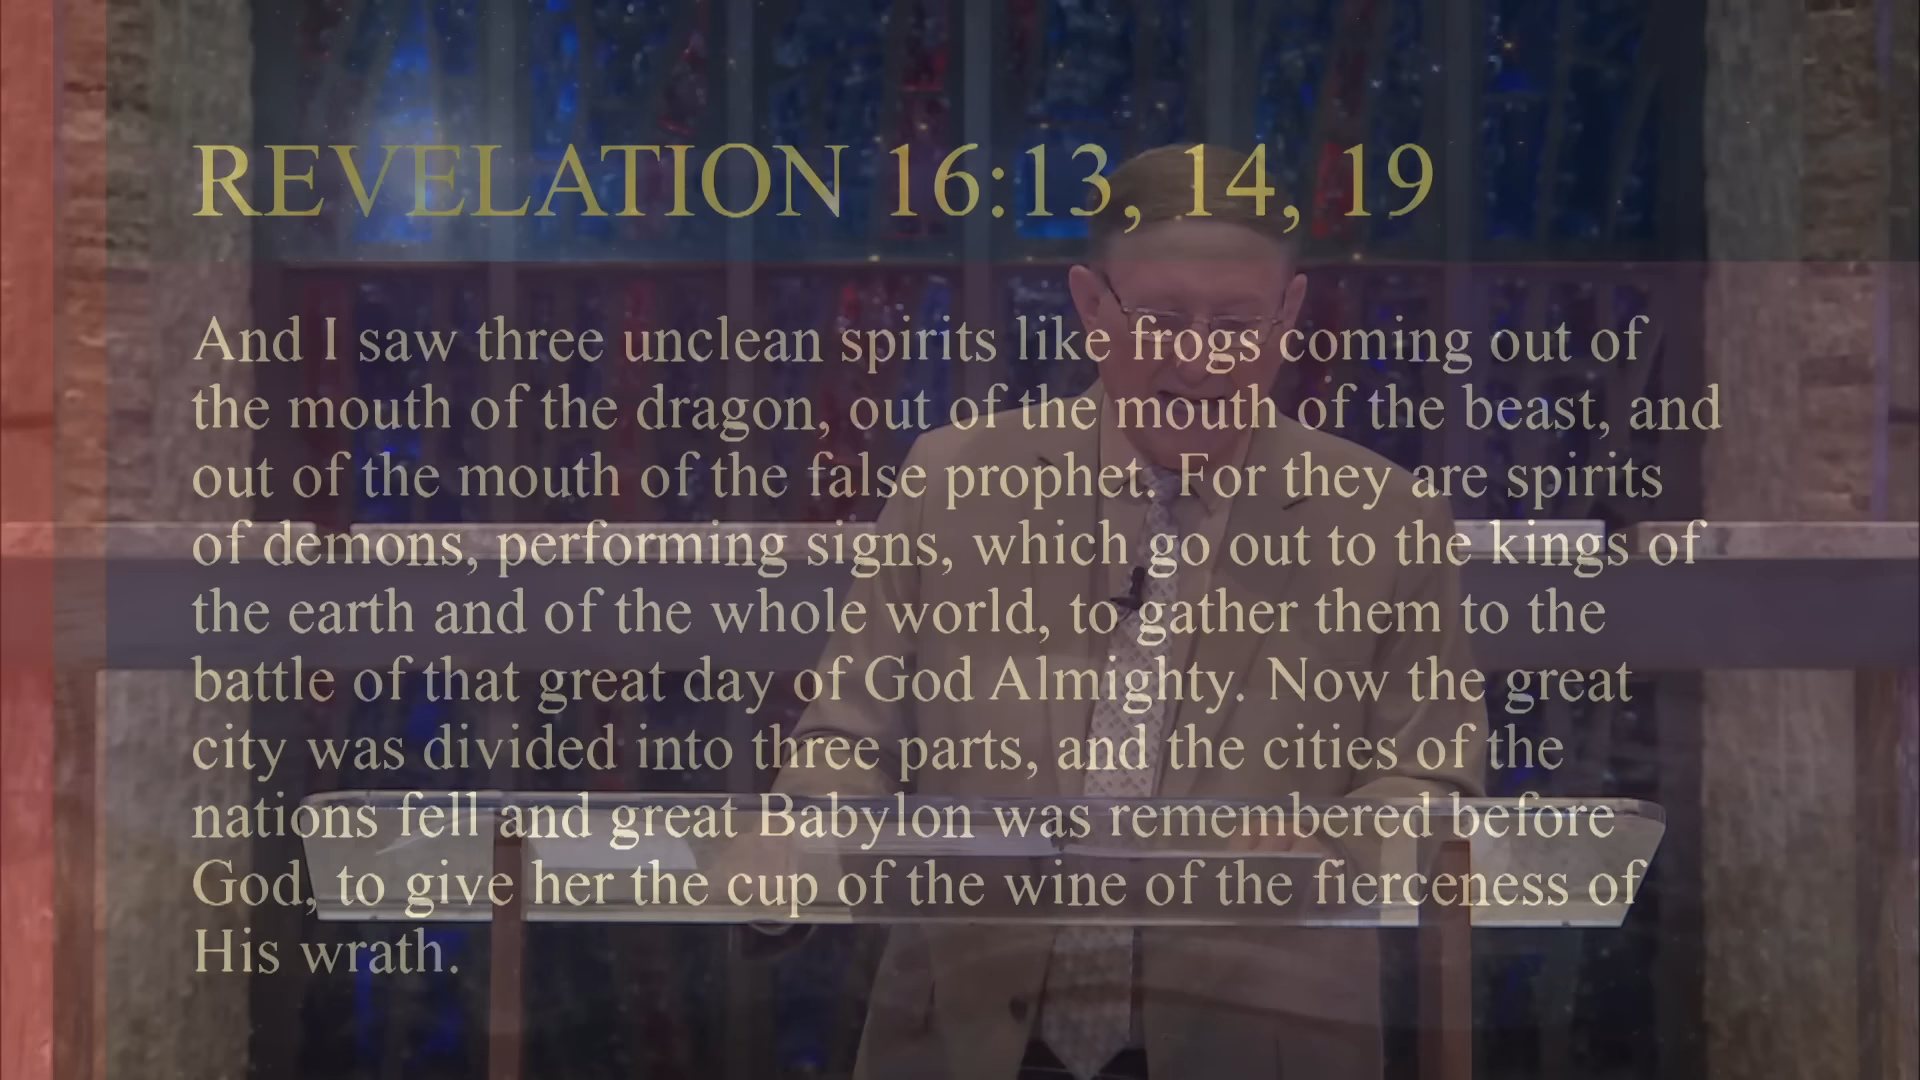 REVELATION 16:13, 14, 19
And I saw three unclean spirits like frogs coming out of
the mouth of the dragon, out of the mouth of the beast, and
out of the mouth of the false prophet. For they are spirits
of demons, performing signs, which go out to the kings of
the earth and of the whole world, to gather them to the
battle of that great day of God Almighty. Now the great
city was divided into three parts, and the cities of the
nations fell and great Babylon was remembered before
God, to give her the cup of the wine of the fierceness of
His wrath.